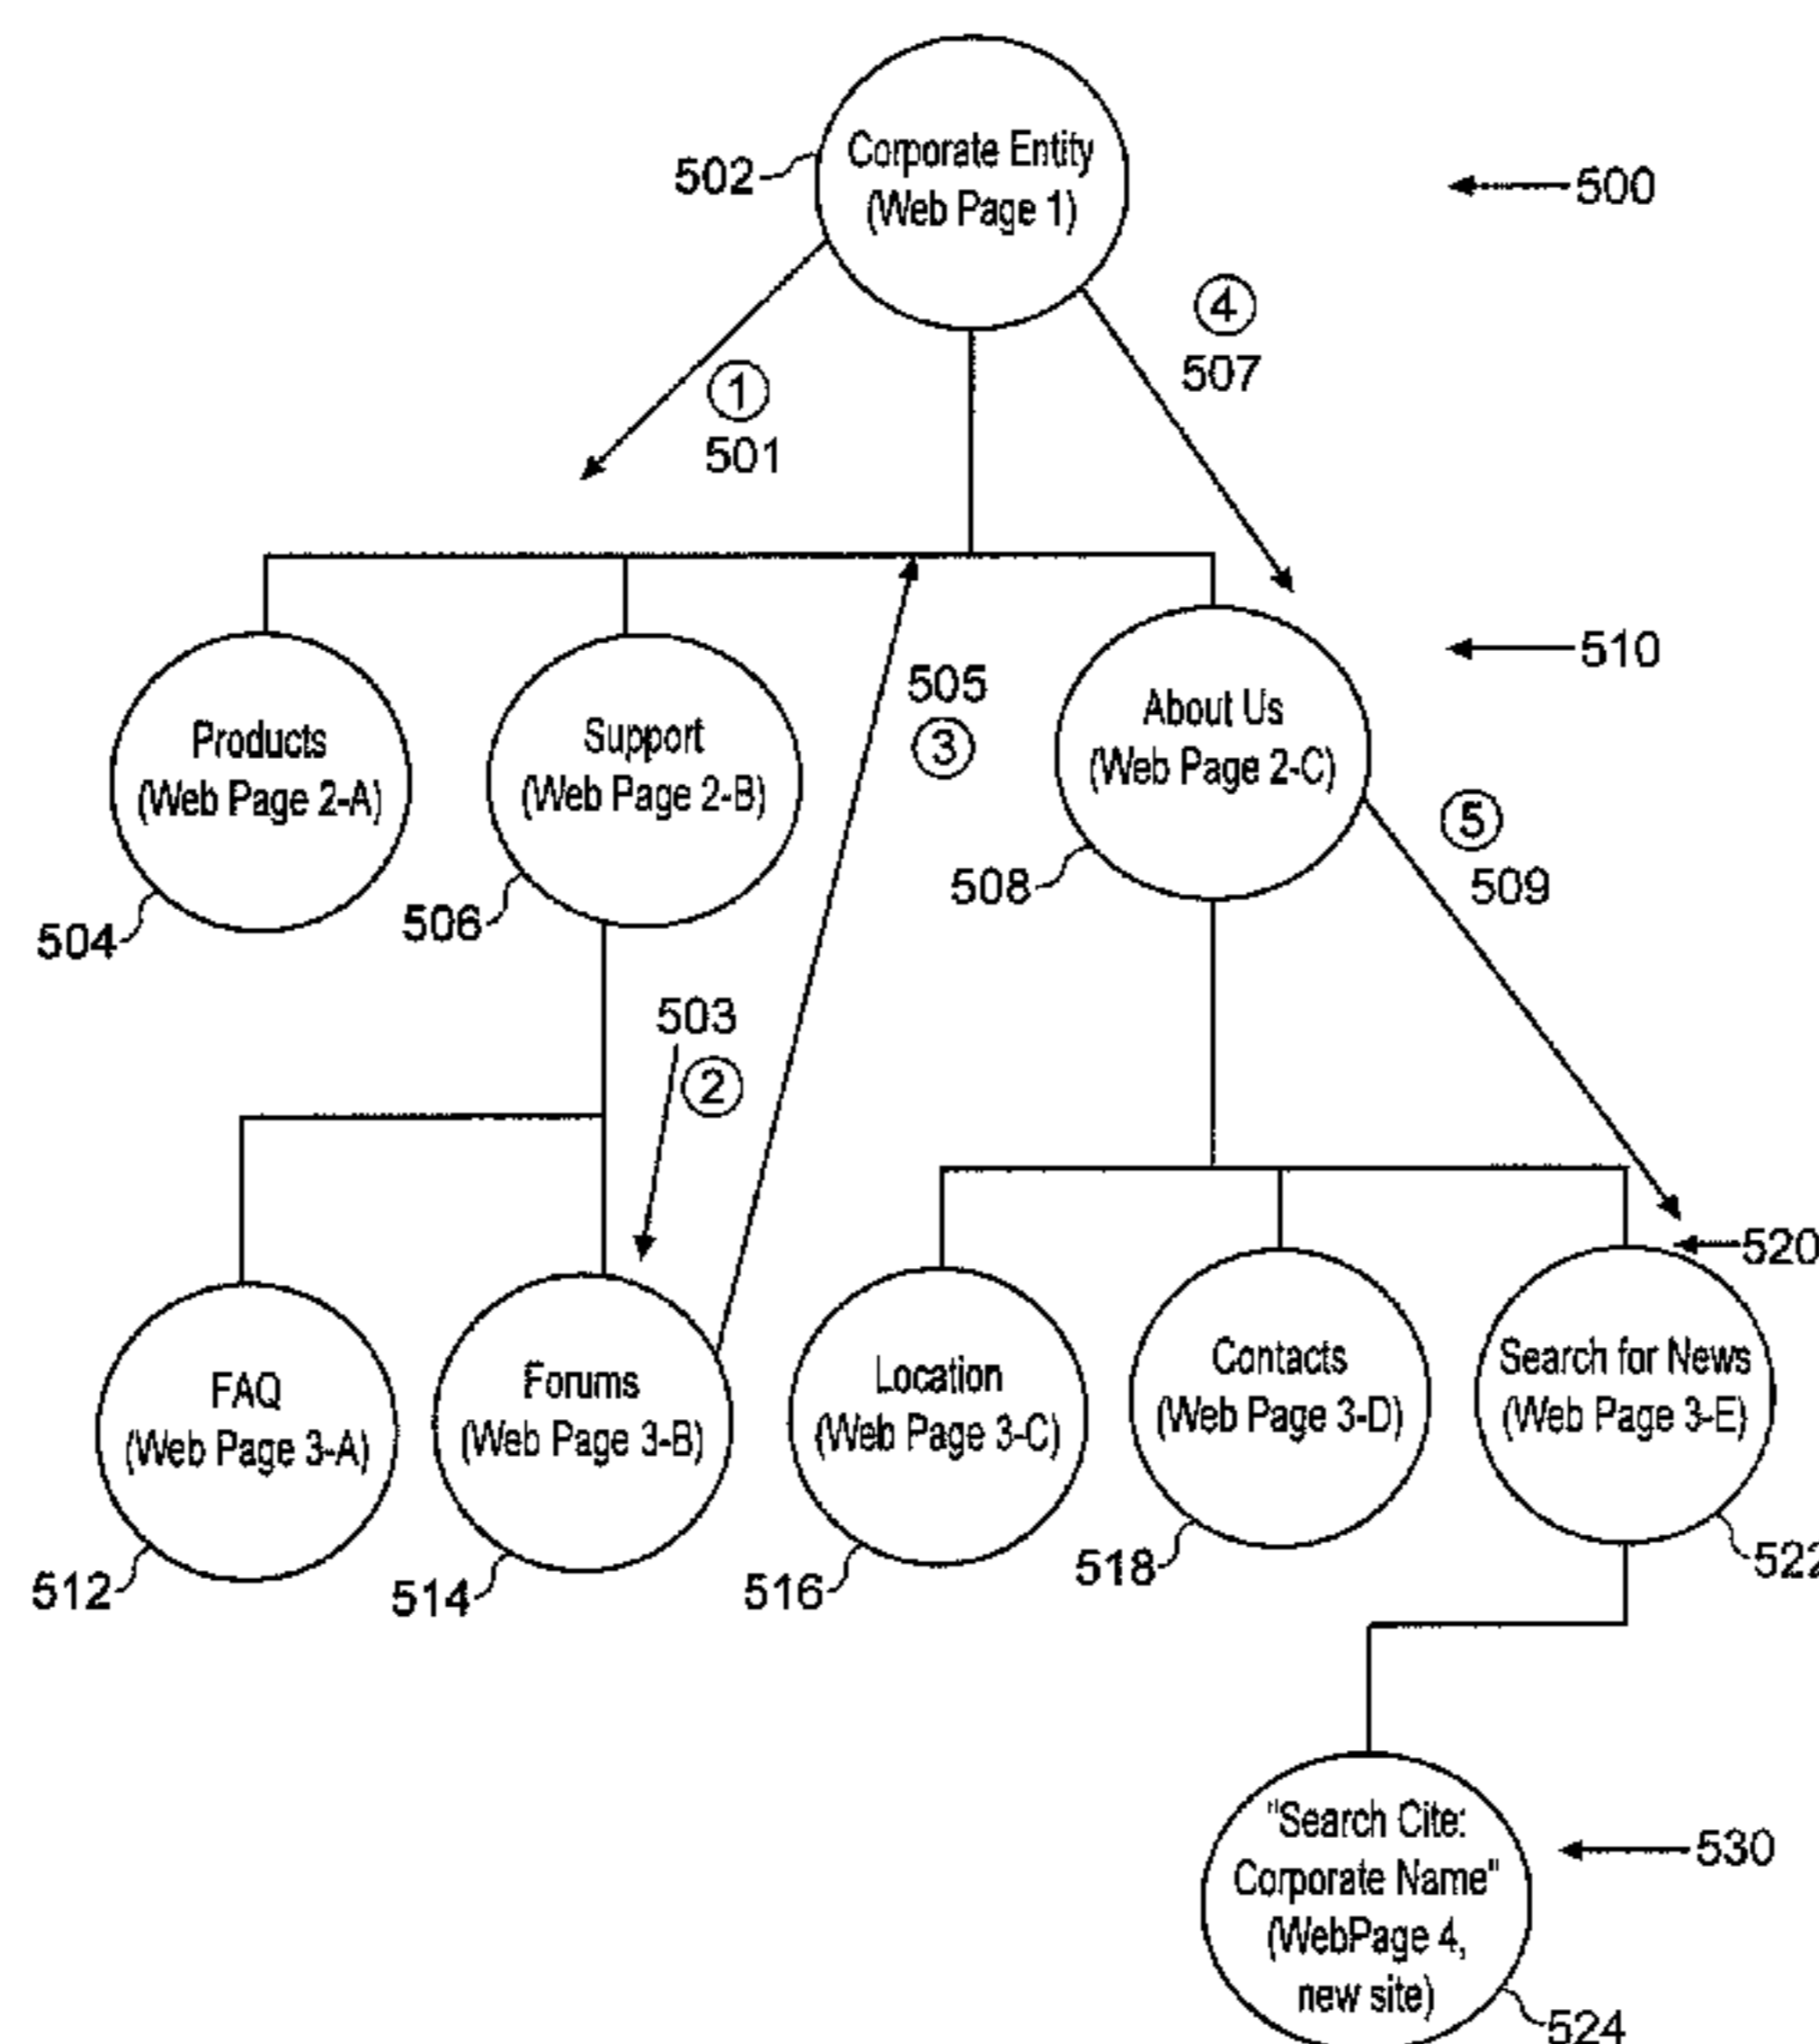 Corporate Entity
(Web Page 1)
502
500
4
507
1
501
510
505
3
Products
(Web Page 2-A)
504
Support
(Web Page 2-B)
506
About Us
(Web Page 2-C)
508
5
509
503
2
520
FAQ
(Web Page 3-A)
512
Forums
(Web Page 3-B)
514
Location
(Web Page 3-C)
516
Contacts
(Web Page 3-D)
518
Search for News
(Web Page 3-E)
522
"Search Cite:
Corporate Name"
(WebPage 4,
new site)
530
524